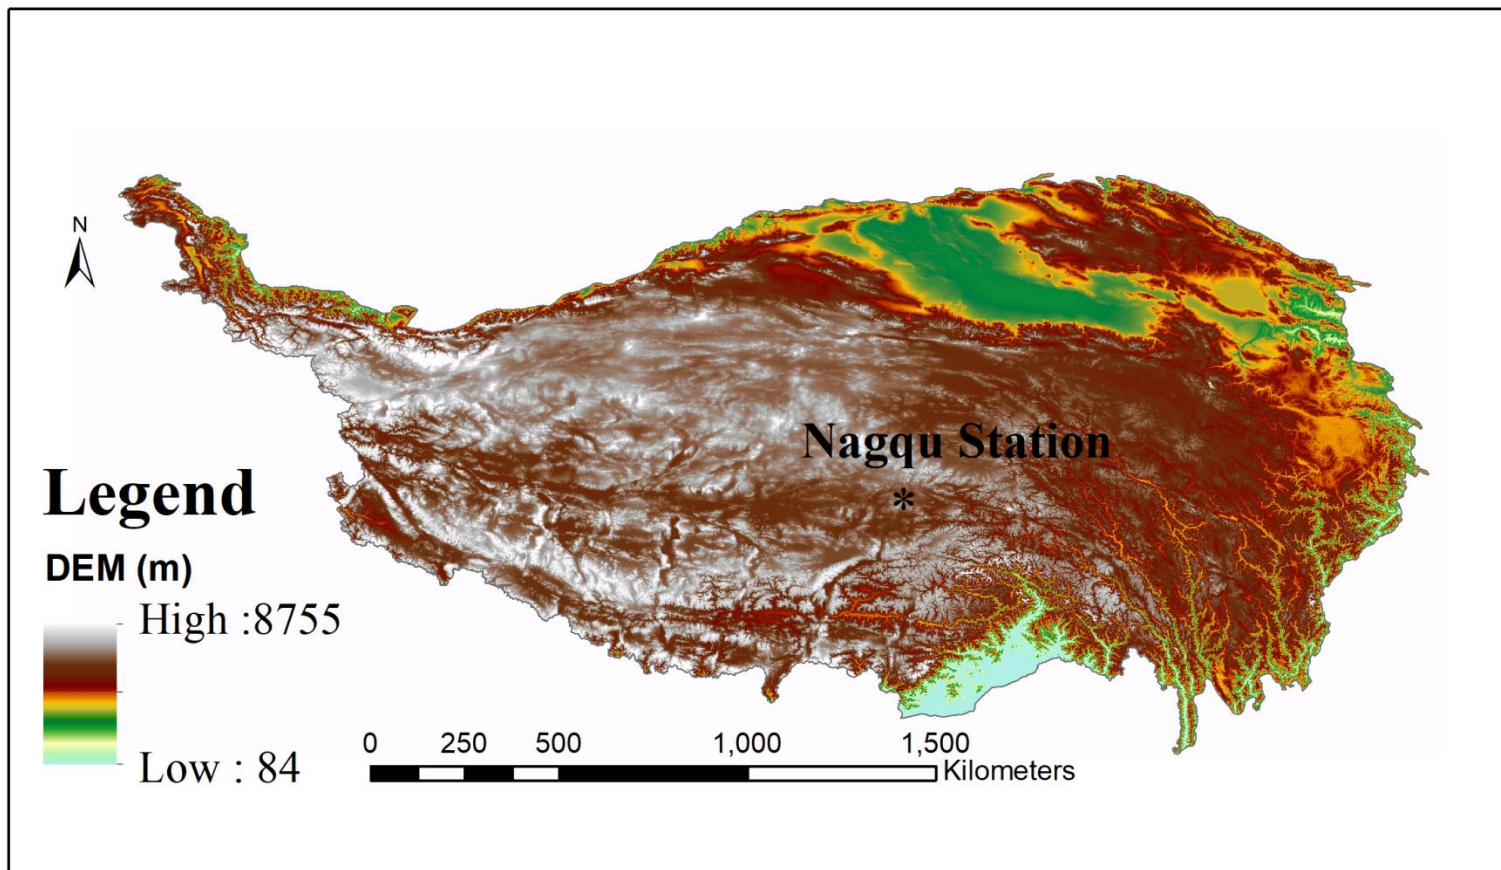 N
Nagqu Station
*
Legend
DEM (m)
High :8755
Low : 84
0 250 500 1,000 1,500
Kilometers